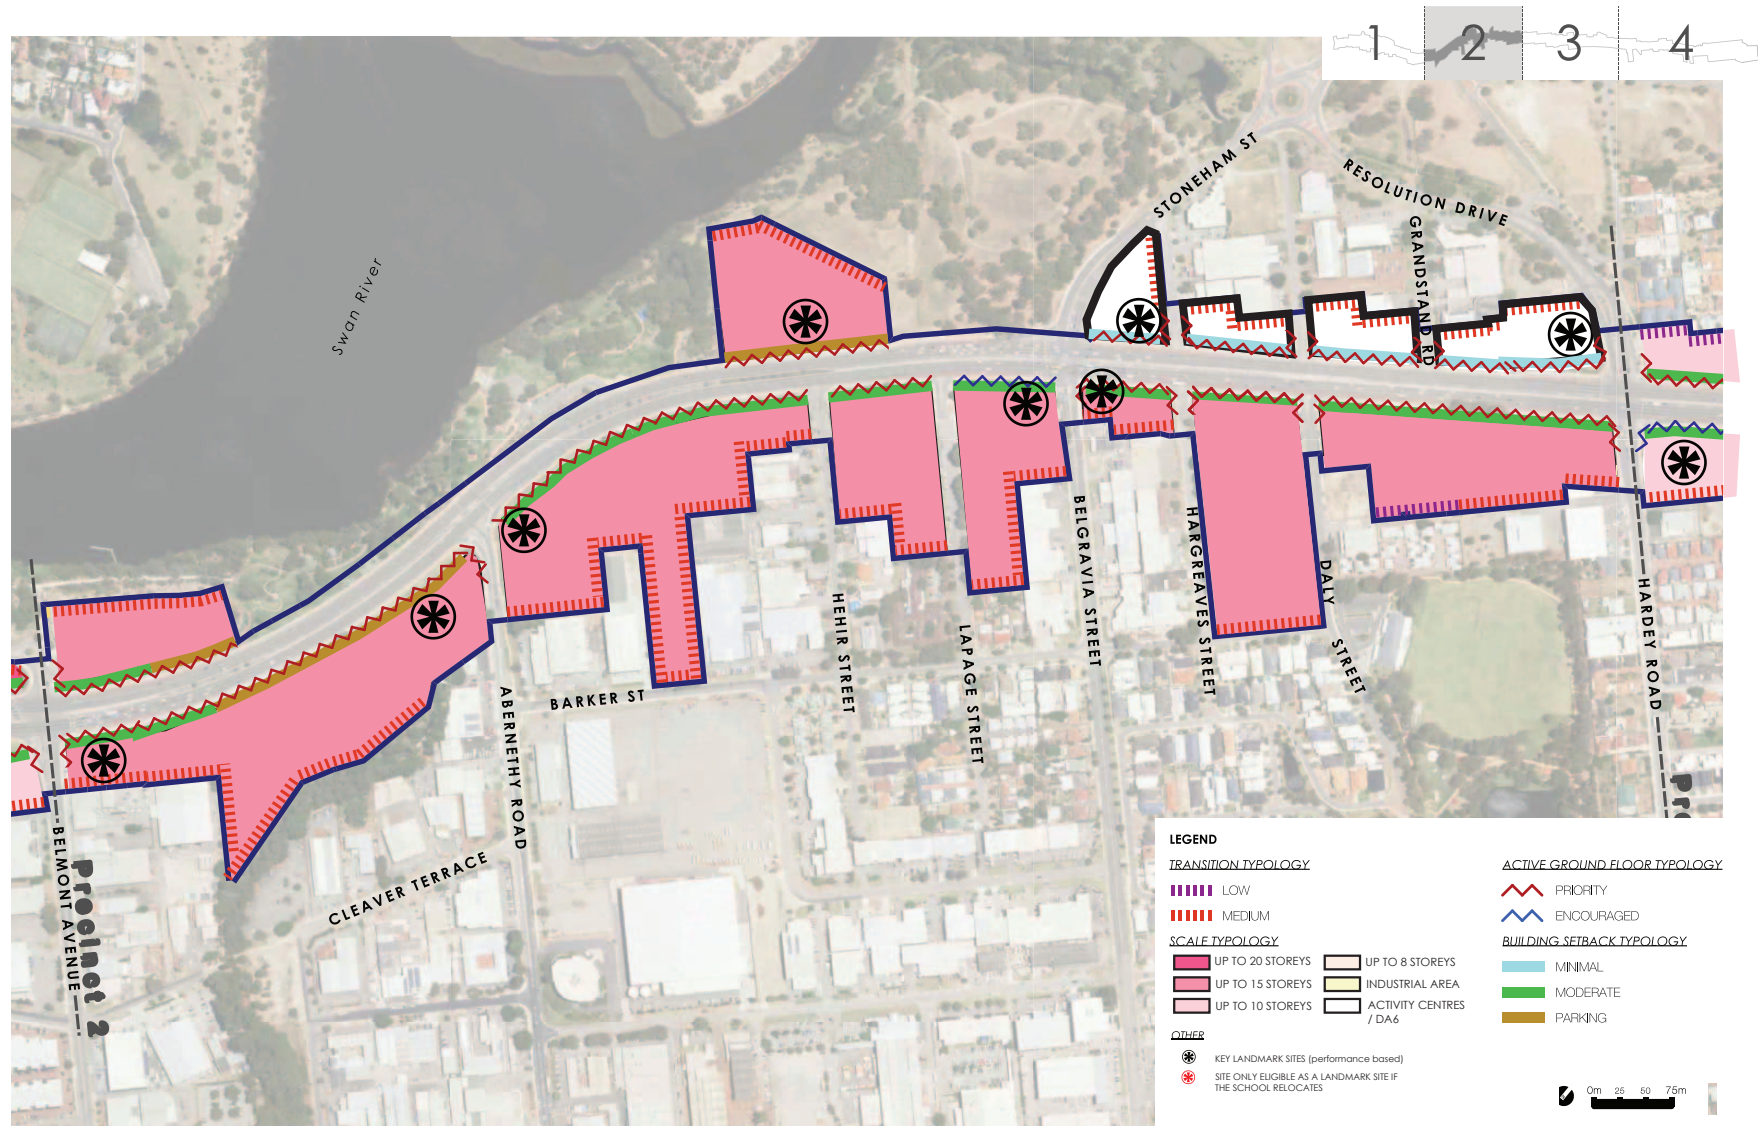 1 2 3 4
STONEHAM ST
RESOLUTION DRIVE
GRANDSTAND RD
Swan River
BELGRAVIA STREET
HARGREAVES STREET
DALY STREET
HARDEY ROAD
HEHIR STREET
LAPAGE STREET
BARKER ST
ABERNETHY ROAD
CLEAVER TERRACE
BELMONT AVENUE
Precinct 2
Pr
LEGEND
TRANSITION TYPOLOGY
LOW
MEDIUM
SCALE TYPOLOGY
UP TO 20 STOREYS
UP TO 15 STOREYS
UP TO 10 STOREYS
UP TO 8 STOREYS
INDUSTRIAL AREA
ACTIVITY CENTRES
/ DA6
OTHER
KEY LANDMARK SITES (performance based)
SITE ONLY ELIGIBLE AS A LANDMARK SITE IF
THE SCHOOL RELOCATES
ACTIVE GROUND FLOOR TYPOLOGY
PRIORITY
ENCOURAGED
BUILDING SETBACK TYPOLOGY
MINIMAL
MODERATE
PARKING
0m 25 50 75m